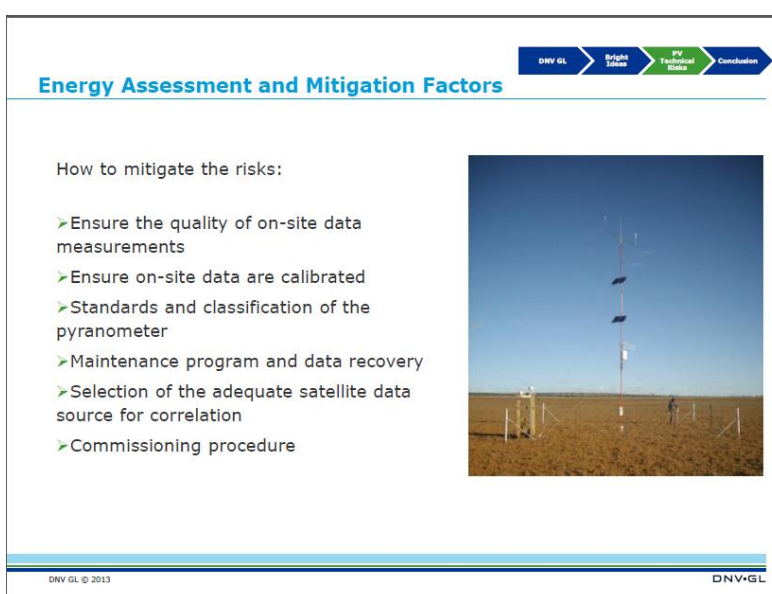 DNV GL
Bright
Ideas
PV
Technical
Risks
Conclusion
Energy Assessment and Mitigation Factors
How to mitigate the risks:
➢Ensure the quality of on-site data
measurements
➢Ensure on-site data are calibrated
➢Standards and classification of the
pyranometer
➢Maintenance program and data recovery
➢Selection of the adequate satellite data
source for correlation
➢Commissioning procedure
DNV GL © 2013
DNV·GL